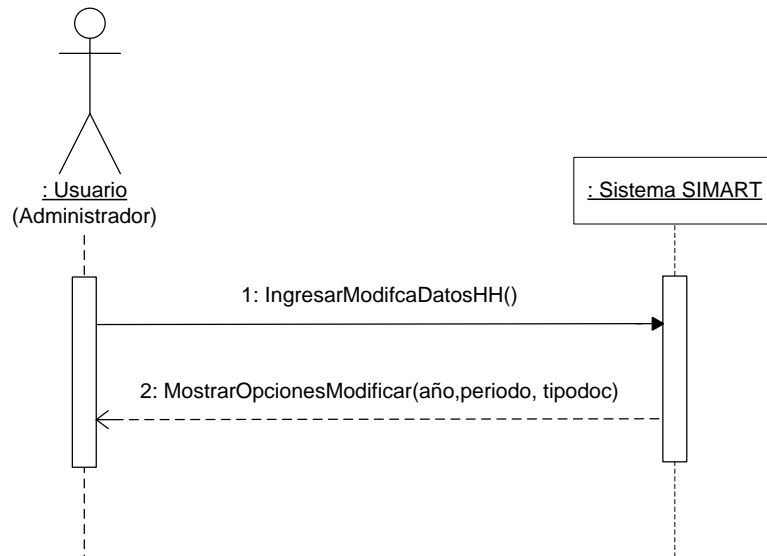 : Usuario
(Administrador)
: Sistema SIMART
1: IngresarModifcaDatosHH()
2: MostrarOpcionesModificar(año,periodo, tipodoc)